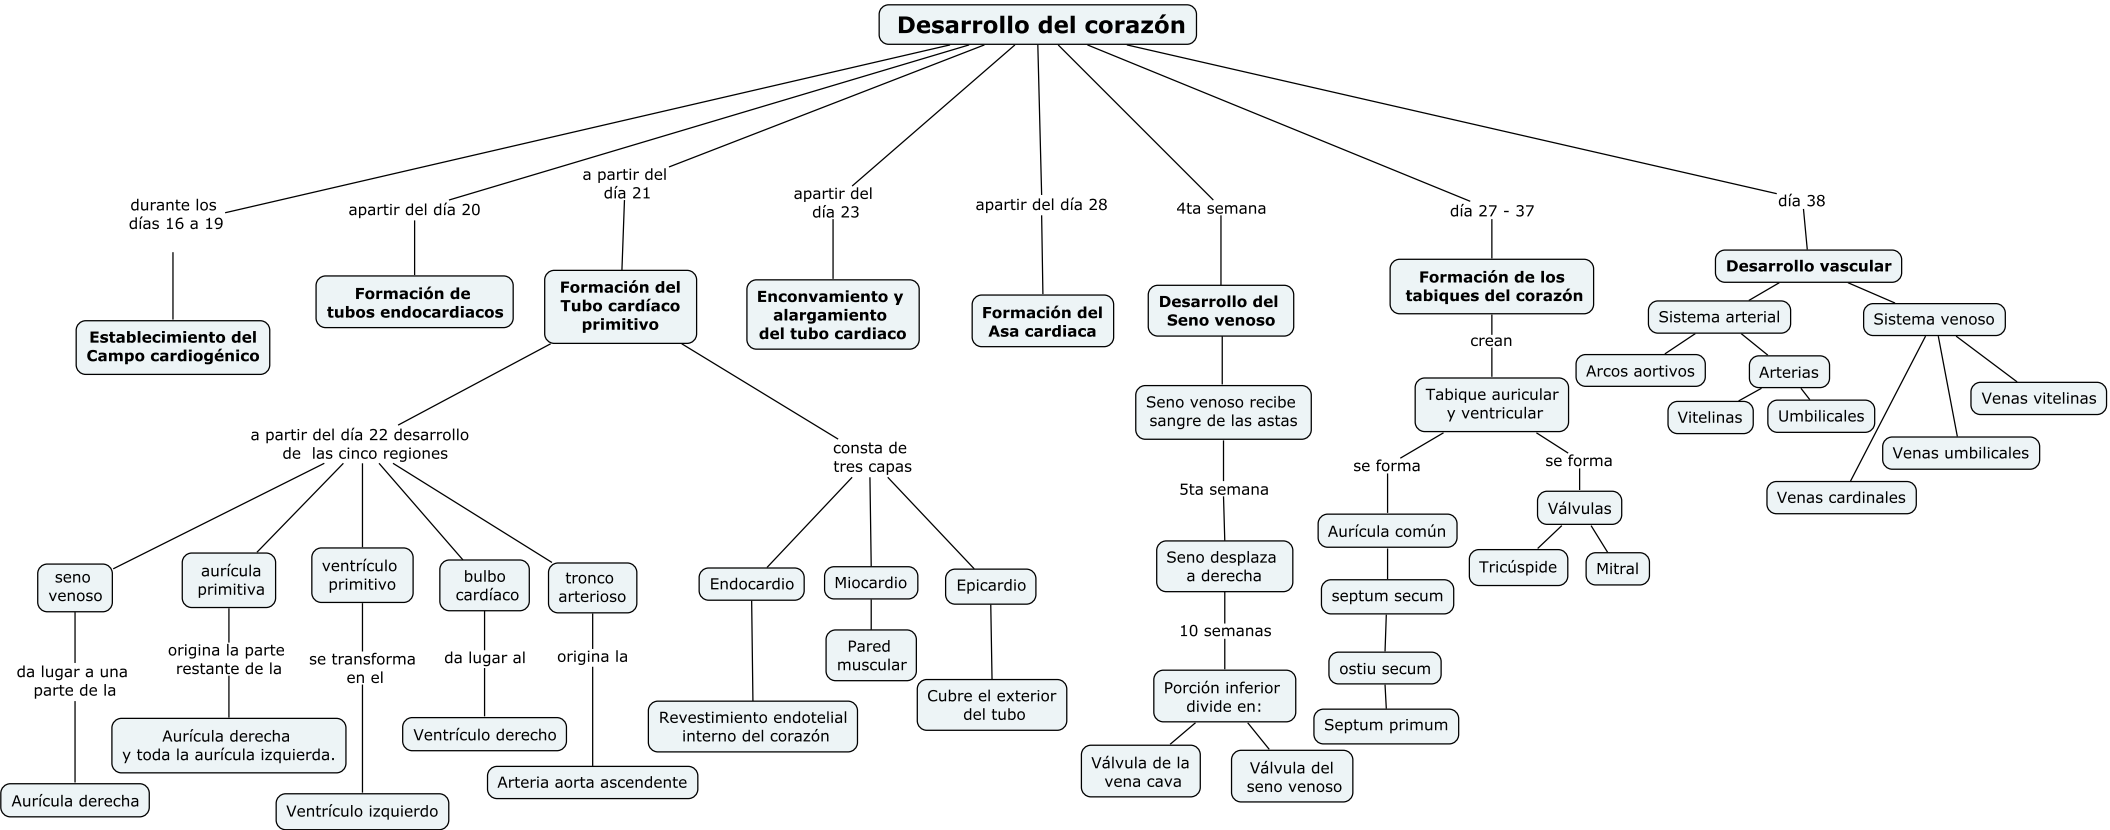 Desarrollo del corazón
durante los
días 16 a 19
Establecimiento del
Campo cardiogénico
apartir del día 20
Formación de
tubos endocardiacos
a partir del
día 21
Formación del
Tubo cardíaco
primitivo
a partir del día 22 desarrollo
de las cinco regiones
seno
venoso
da lugar a una
parte de la
Aurícula derecha
aurícula
primitiva
origina la parte
restante de la
Aurícula derecha
y toda la aurícula izquierda.
ventrículo
primitivo
se transforma
en el
Ventrículo izquierdo
bulbo
cardíaco
da lugar al
Ventrículo derecho
tronco
arterioso
origina la
Arteria aorta ascendente
consta de
tres capas
Endocardio
Revestimiento endotelial
interno del corazón
Miocardio
Pared
muscular
Epicardio
Cubre el exterior
del tubo
apartir del
día 23
Enconvamiento y
alargamiento
del tubo cardiaco
apartir del día 28
Formación del
Asa cardiaca
4ta semana
Desarrollo del
Seno venoso
Seno venoso recibe
sangre de las astas
5ta semana
Seno desplaza
a derecha
10 semanas
Porción inferior
divide en:
Válvula de la
vena cava
Válvula del
seno venoso
día 27 - 37
Formación de los
tabiques del corazón
crean
Tabique auricular
y ventricular
se forma
Aurícula común
septum secum
ostiu secum
Septum primum
se forma
Válvulas
Tricúspide
Mitral
día 38
Desarrollo vascular
Sistema arterial
Arcos aortivos
Arterias
Vitelinas
Umbilicales
Sistema venoso
Venas cardinales
Venas umbilicales
Venas vitelinas